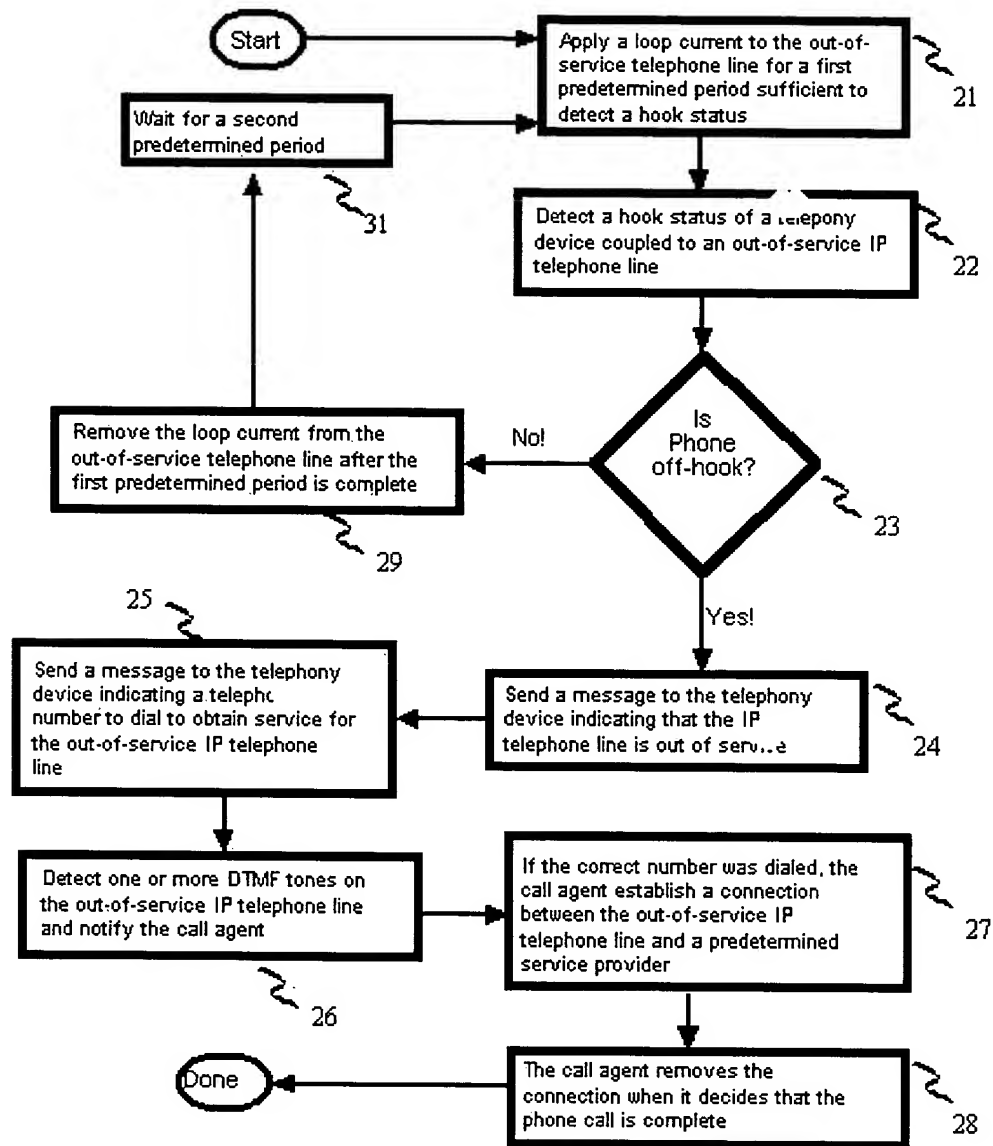 Start
Apply a loop current to the out-of-
service telephone line for a first
predetermined period sufficient to
detect a hook status
21
Wait for a second
predetermined period
31
Detect a hook status of a telepony
device coupled to an out-of-service IP
telephone line
22
Is
Phone
off-hook?
23
No!
Remove the loop current from the
out-of-service telephone line after the
first predetermined period is complete
29
Yes!
Send a message to the telephony
device indicating that the IP
telephone line is out of service
24
25
Send a message to the telephony
device indicating a telepho
number to dial to obtain service for
the out-of-service IP telephone
line
Detect one or more DTMF tones on
the out-of-service IP telephone line
and notify the call agent
26
If the correct number was dialed, the
call agent establish a connection
between the out-of-service IP
telephone line and a predetermined
service provider
27
The call agent removes the
connection when it decides that the
phone call is complete
28
Done